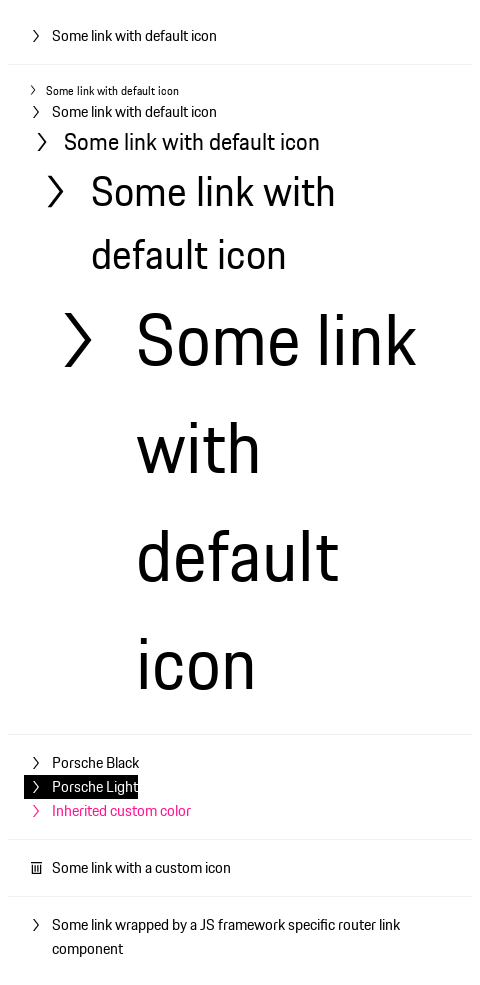 Some link with default icon
Some link with default icon
Some link with default icon
Some link with default icon
Some link with
default icon
Some link
with
default
icon
Porsche Black
Porsche Light
Inherited custom color
Some link with a custom icon
Some link wrapped by a JS framework specific router link
component